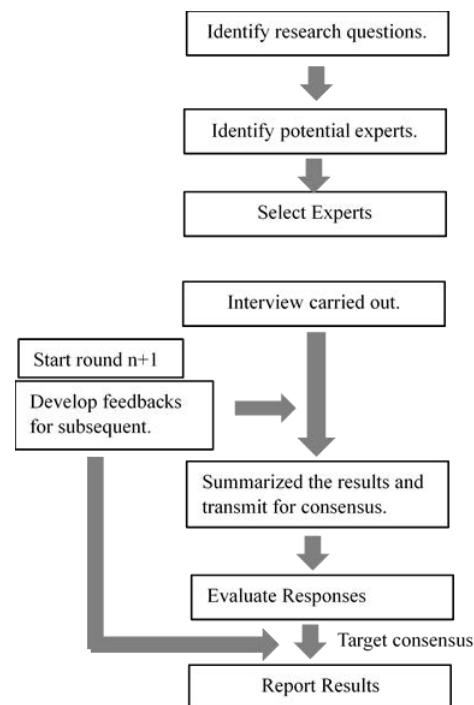 Identify research questions.
Identify potential experts.
Select Experts
Interview carried out.
Start round n+1
Develop feedbacks
for subsequent.
Summarized the results and
transmit for consensus.
Evaluate Responses
Target consensus
Report Results